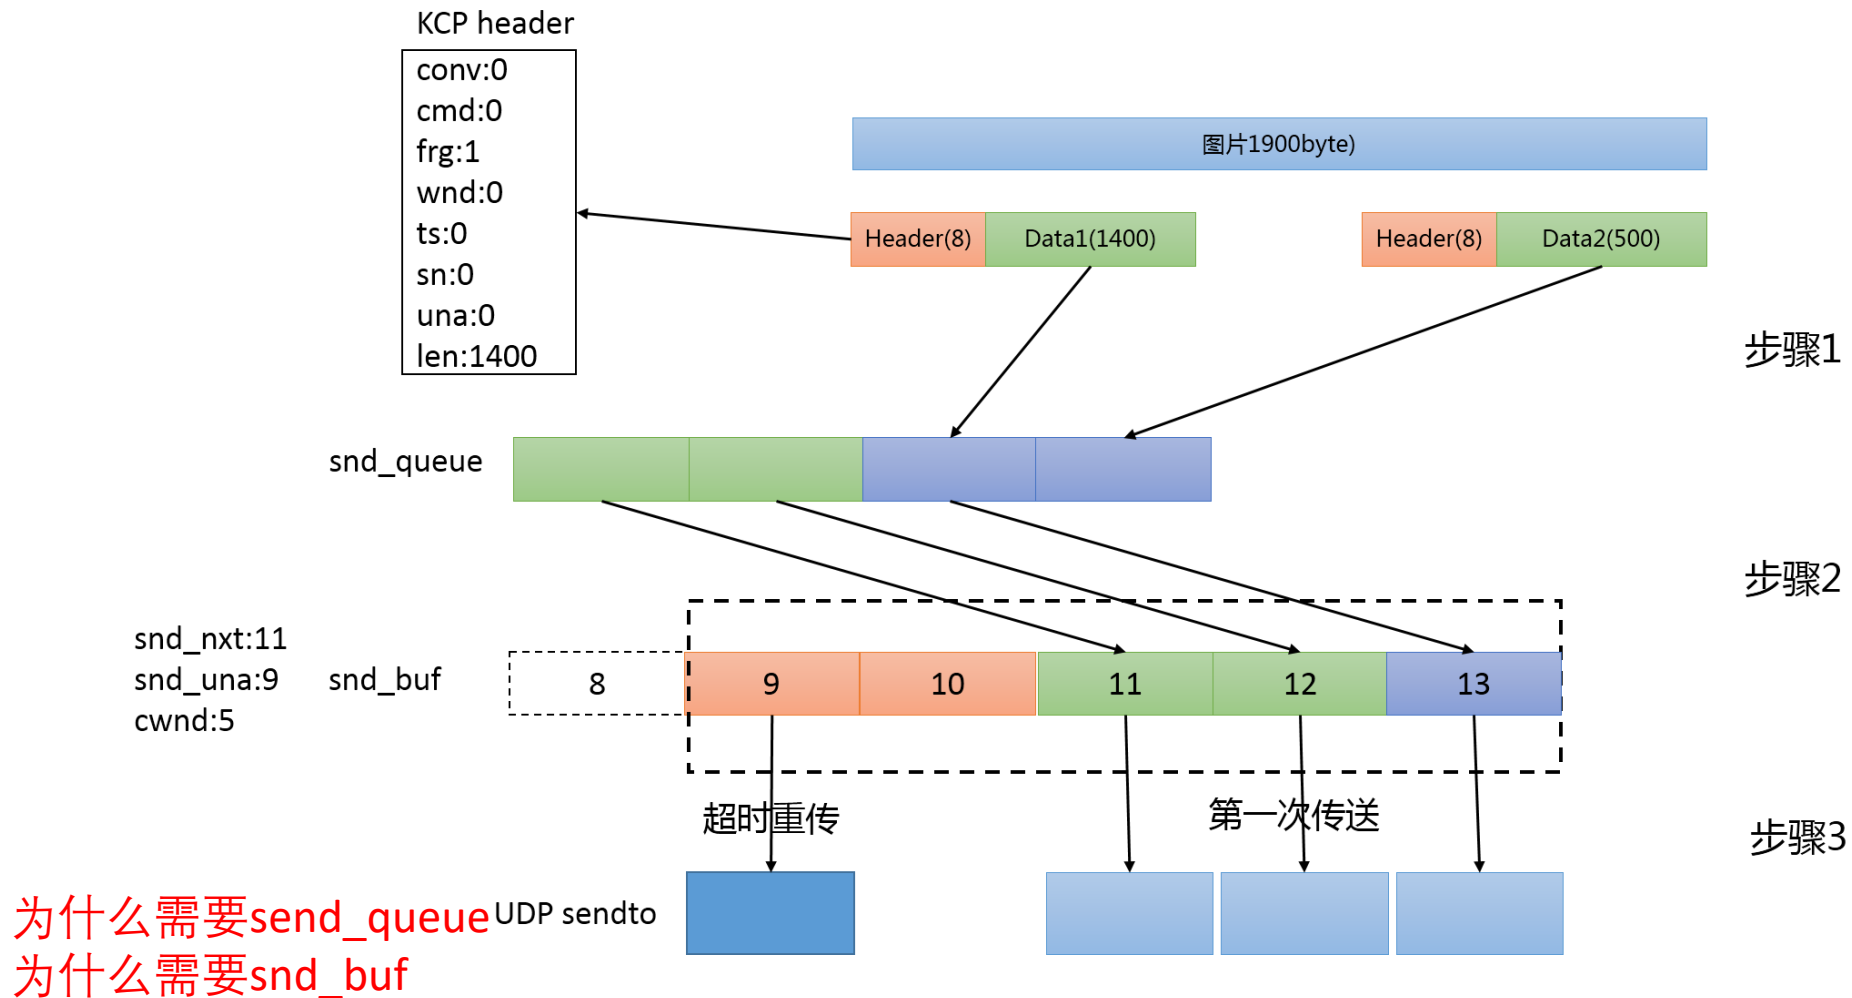 KCP header
conv:0
cmd:0
frg:1
wnd:0
ts:0
sn:0
una:0
len:1400
图片1900byte)
Header(8)
Data1(1400)
Header(8)
Data2(500)
步骤1
snd_queue
步骤2
snd_nxt:11
snd_una:9
cwnd:5
snd_buf
8
9
10
11
12
13
超时重传
第一次传送
步骤3
UDP sendto
为什么需要send_queue
为什么需要snd_buf